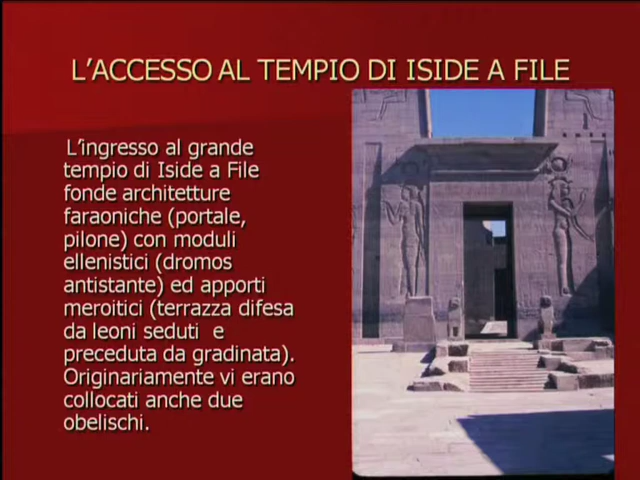 L'ACCESSO AL TEMPIO DI ISIDE A FILE
L'ingresso al grande
tempio di Iside a File
fonde architetture
faraoniche (portale,
pilone) con moduli
ellenistici (dromos
antistante) ed apporti
meroitici (terrazza difesa
da leoni seduti e
preceduta da gradinata).
Originariamente vi erano
collocati anche due
obelischi.